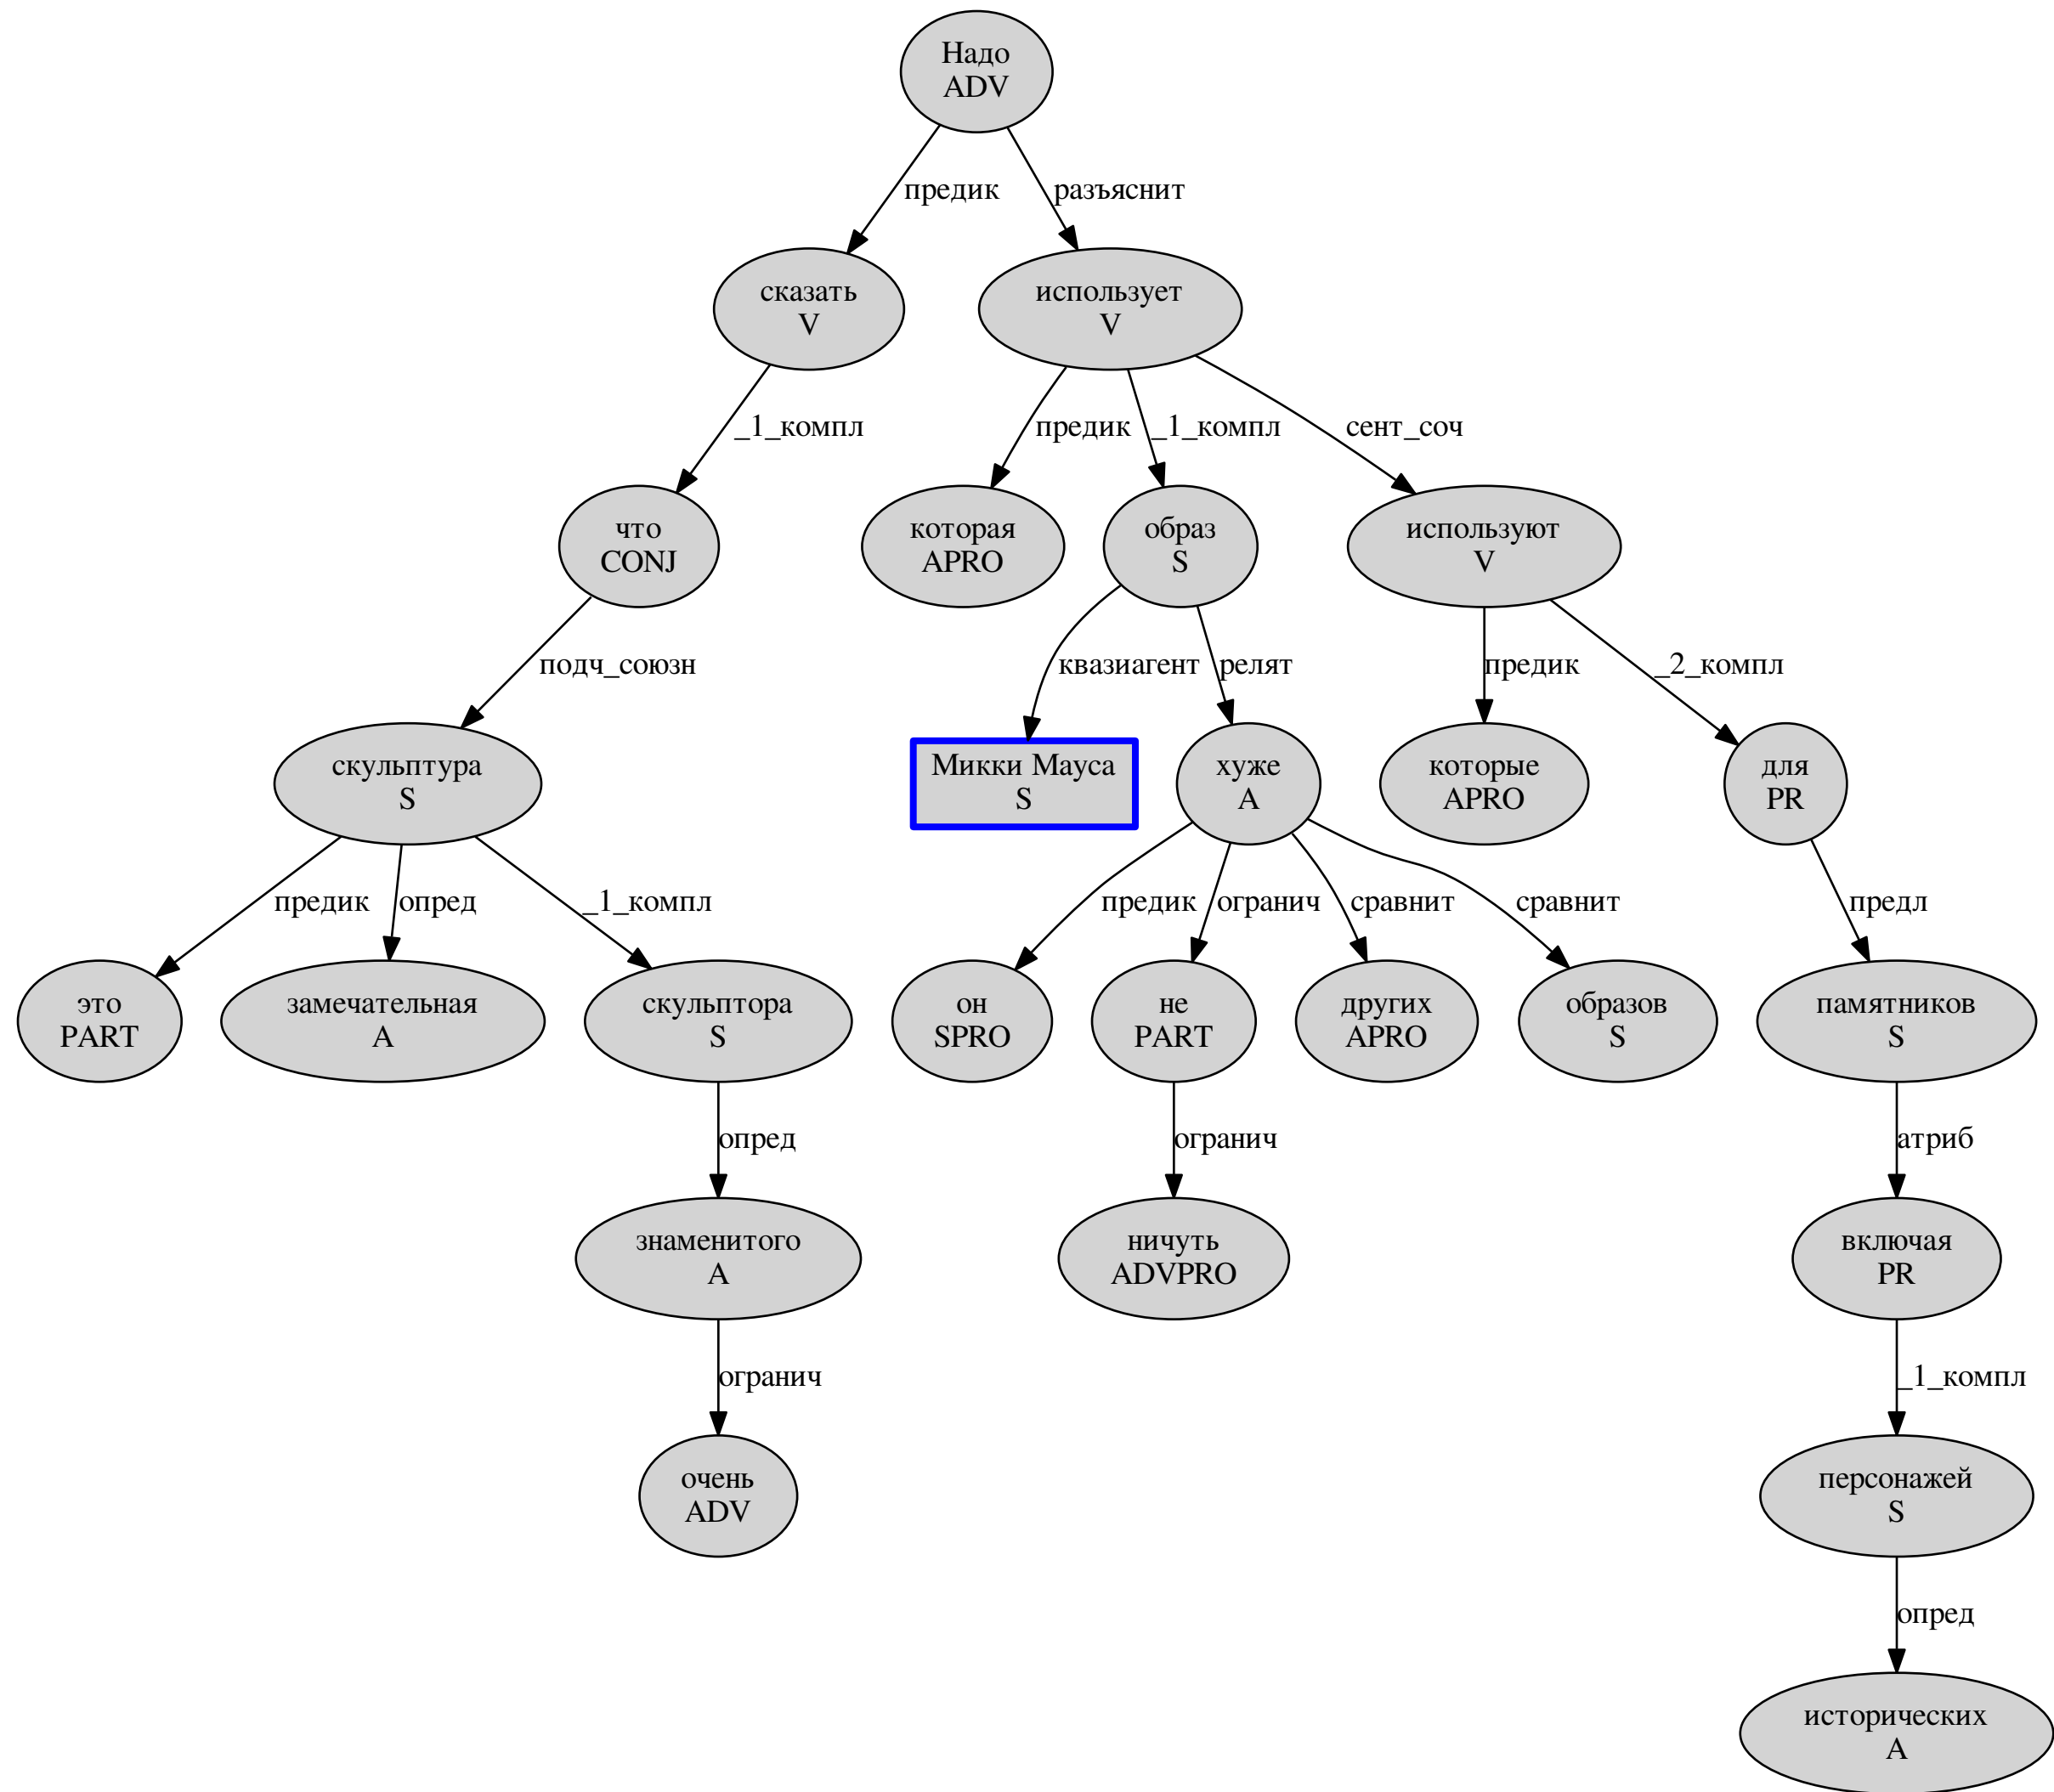 Надо
ADV
предик
разъяснит
сказать
V
использует
V
_1_компл
предик
_1_компл
сент_соч
что
CONJ
которая
APRO
образ
S
используют
V
подч_союзн
квазиагент
релят
предик
_2_компл
скульптура
S
Микки Мауса
S
хуже
A
которые
APRO
для
PR
предик
опред
_1_компл
предик
огранич
сравнит
сравнит
предл
это
PART
замечательная
A
скульптора
S
он
SPRO
не
PART
других
APRO
образов
S
памятников
S
опред
огранич
атриб
знаменитого
A
ничуть
ADVPRO
включая
PR
огранич
_1_компл
очень
ADV
персонажей
S
опред
исторических
A